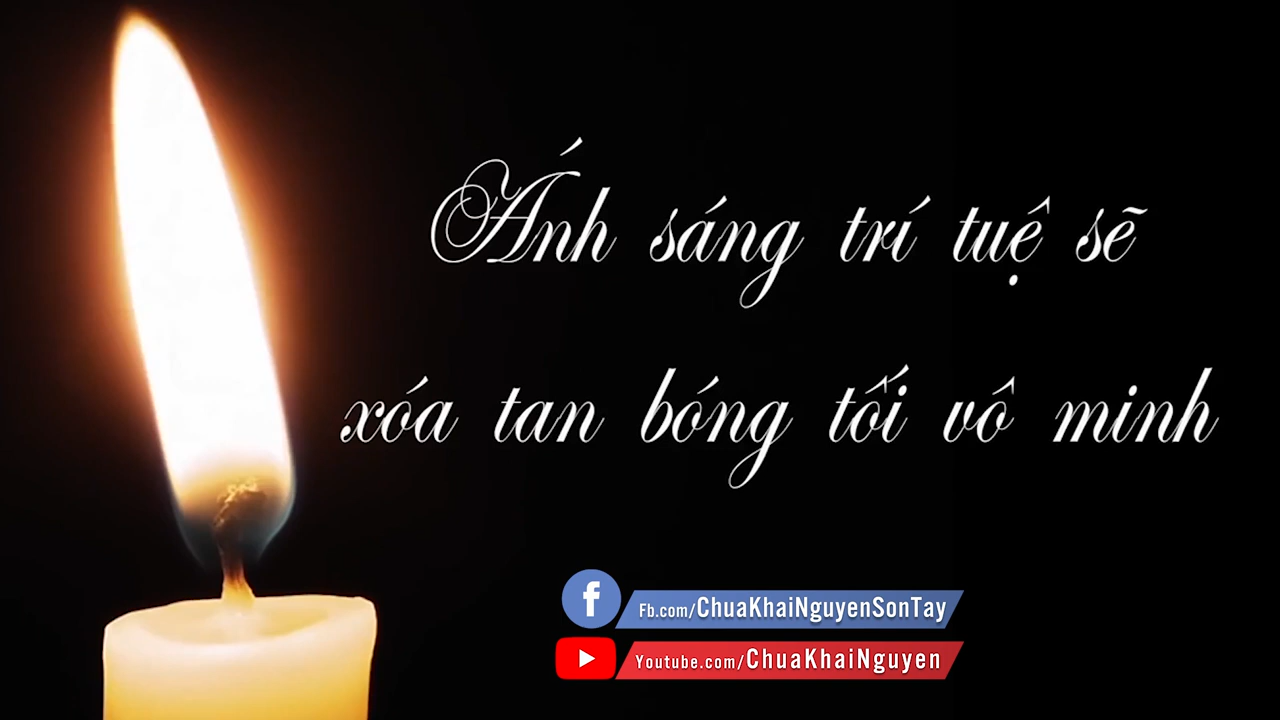 Ánh sáng trí tuệ sẽ
xóa tan bóng tối vô minh
f
Fb.com/ChuaKhaiNguyenSonTay
Youtube.com/ChuaKhaiNguyen